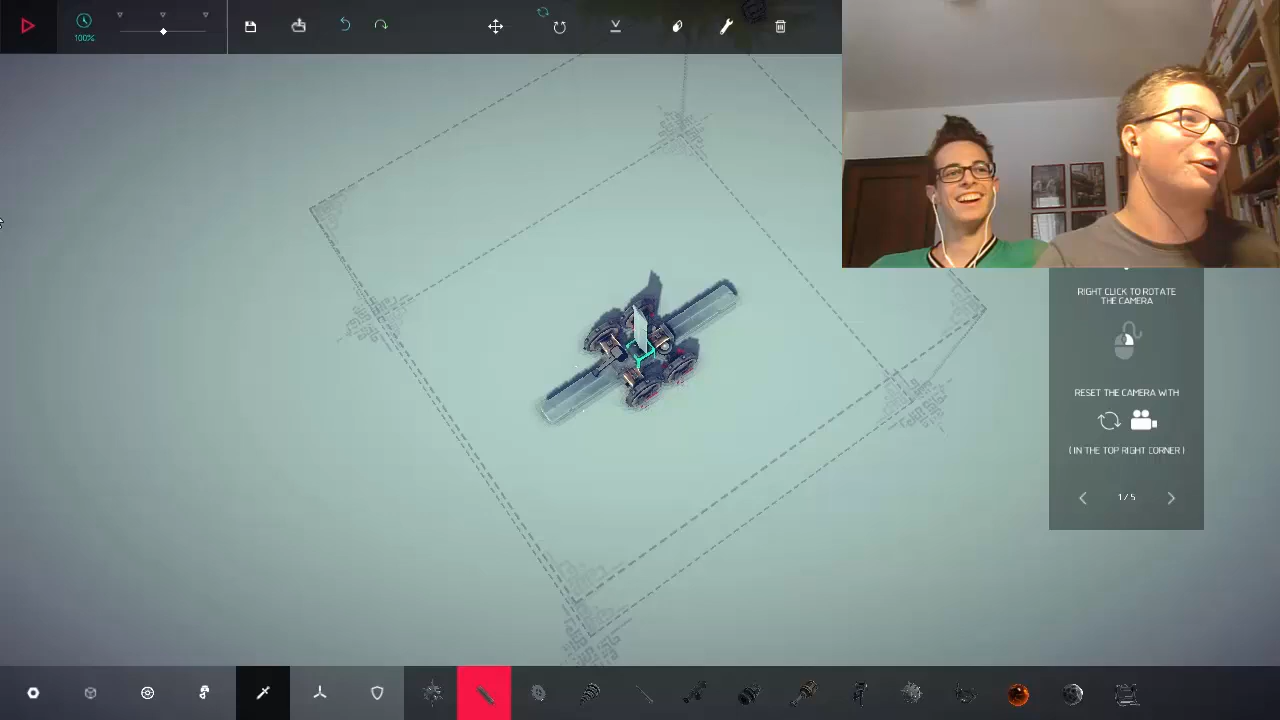 100%
RIGHT CLICK TO ROTATE
THE CAMERA
RESET THE CAMERA WITH
( IN THE TOP RIGHT CORNER )
1 / 5